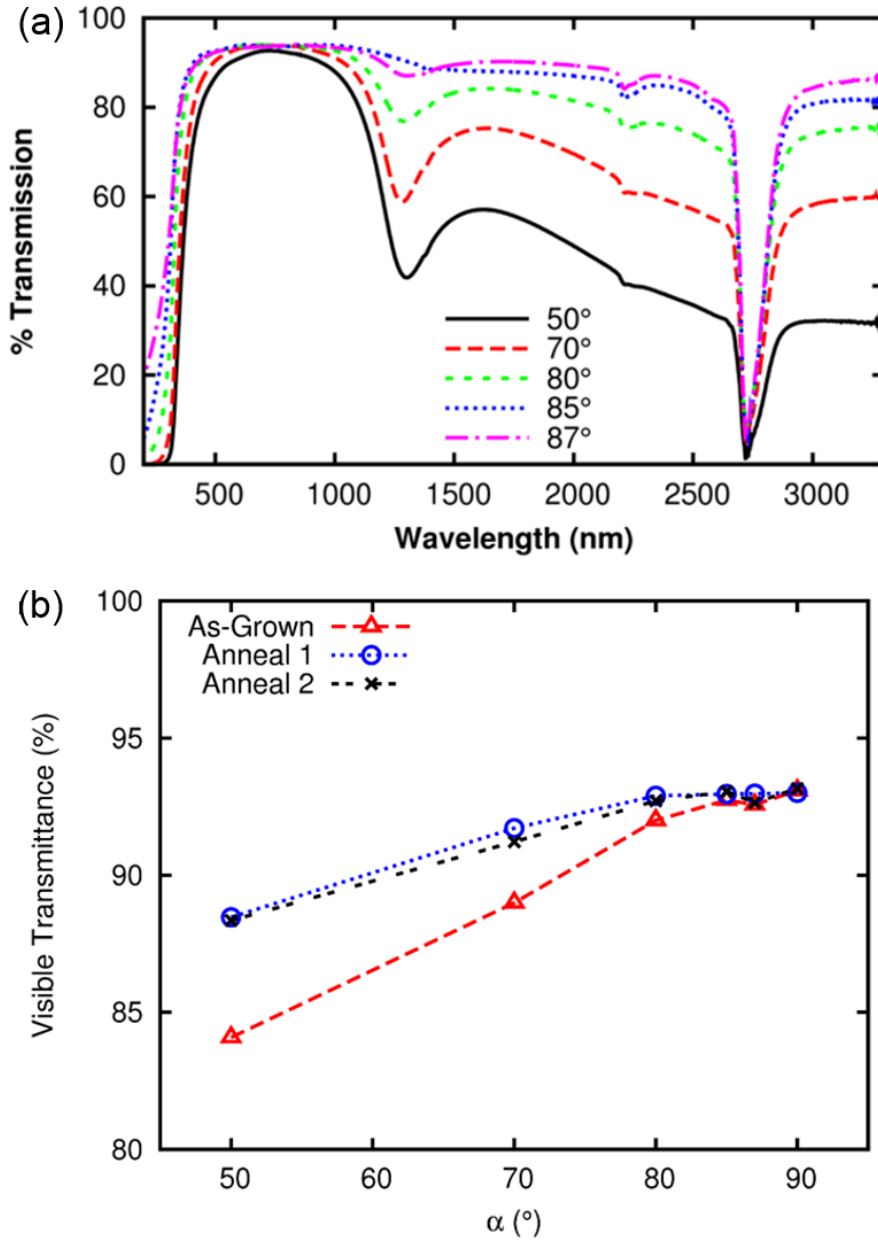 (a)
100
80
60
40
20
0
% Transmission
50°
70°
80°
85°
87°
500 1000 1500 2000 2500 3000
Wavelength (nm)
(b)
100
95
90
85
80
Visible Transmittance (%)
As-Grown
Anneal 1
Anneal 2
50 60 70 80 90
α (°)